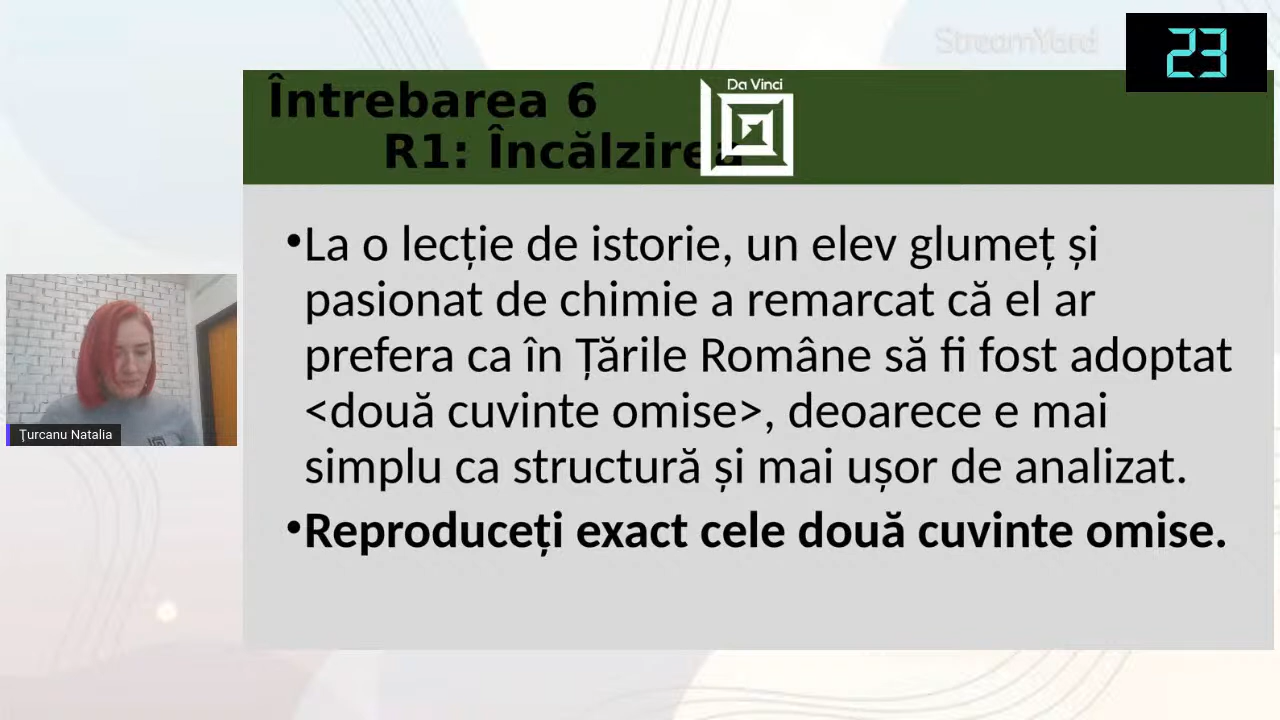 StreamYard
23
Întrebarea 6
Da Vinci
R1: Încălzirea
•La o lecție de istorie, un elev glumeț și
pasionat de chimie a remarcat că el ar
prefera ca în Țările Române să fi fost adoptat
<două cuvinte omise>, deoarece e mai
simplu ca structură și mai ușor de analizat.
•Reproduceți exact cele două cuvinte omise.
Țurcanu Natalia